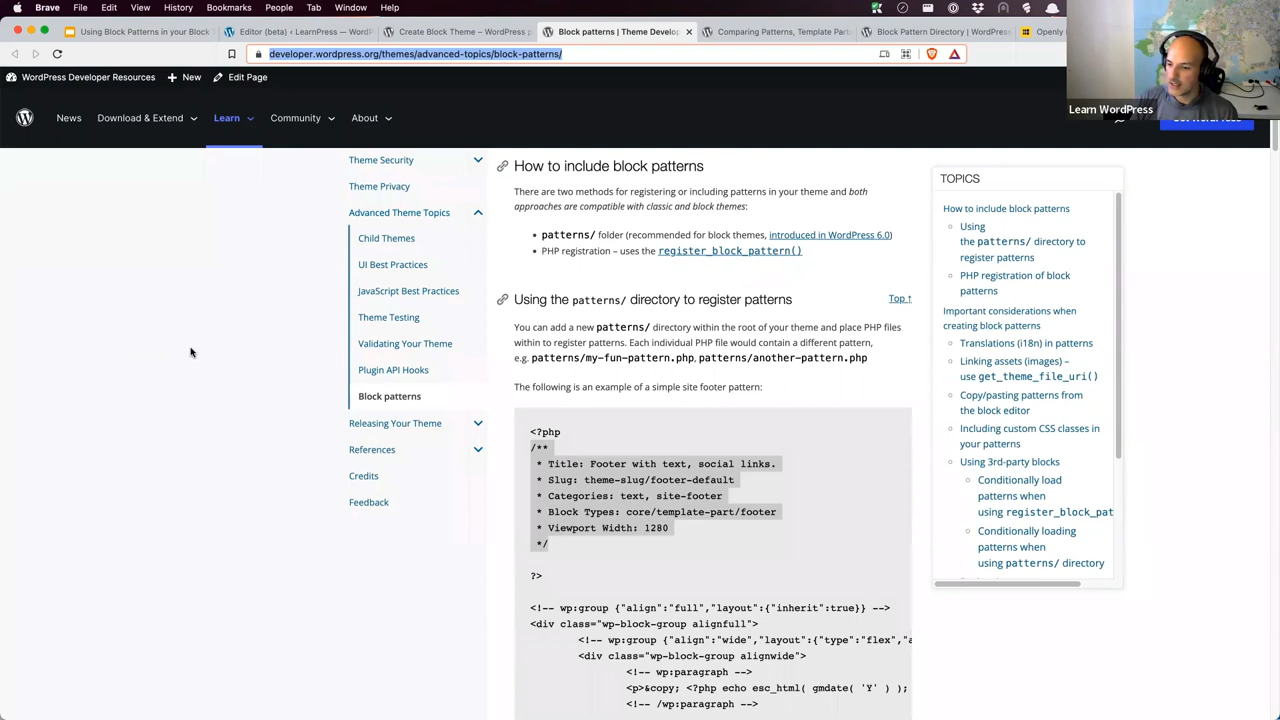 Brave File Edit View History Bookmarks People Tab Window Help
Using Block Patterns in your Block
Editor (beta) ‹ LearnPress — WordP
Create Block Theme – WordPress p
Block patterns | Theme Develo
Comparing Patterns, Template Part
Block Pattern Directory | WordPress
Openly
developer.wordpress.org/themes/advanced-topics/block-patterns/
WordPress Developer Resources New Edit Page
Learn WordPress
News Download & Extend Learn Community About
Theme Security
Theme Privacy
Advanced Theme Topics
Child Themes
UI Best Practices
JavaScript Best Practices
Theme Testing
Validating Your Theme
Plugin API Hooks
Block patterns
Releasing Your Theme
References
Credits
Feedback
How to include block patterns
There are two methods for registering or including patterns in your theme and both
approaches are compatible with classic and block themes:
patterns/ folder (recommended for block themes, introduced in WordPress 6.0)
PHP registration – uses the register_block_pattern()
Using the patterns/ directory to register patterns
Top ↑
You can add a new patterns/ directory within the root of your theme and place PHP files
within to register patterns. Each individual PHP file would contain a different pattern,
e.g. patterns/my-fun-pattern.php, patterns/another-pattern.php
The following is an example of a simple site footer pattern:
<?php
/**
* Title: Footer with text, social links.
* Slug: theme-slug/footer-default
* Categories: text, site-footer
* Block Types: core/template-part/footer
* Viewport Width: 1280
*/
?>
<!-- wp:group {"align":"full","layout":{"inherit":true}} -->
<div class="wp-block-group alignfull">
<!-- wp:group {"align":"wide","layout":{"type":"flex","a
<div class="wp-block-group alignwide">
<!-- wp:paragraph -->
<p>&copy; <?php echo esc_html( gmdate( 'Y' ) );
<!-- /wp:paragraph -->
TOPICS
How to include block patterns
Using
the patterns/ directory to
register patterns
PHP registration of block
patterns
Important considerations when
creating block patterns
Translations (i18n) in patterns
Linking assets (images) –
use get_theme_file_uri()
Copy/pasting patterns from
the block editor
Including custom CSS classes in
your patterns
Using 3rd-party blocks
Conditionally load
patterns when
using register_block_pat
Conditionally loading
patterns when
using patterns/ directory